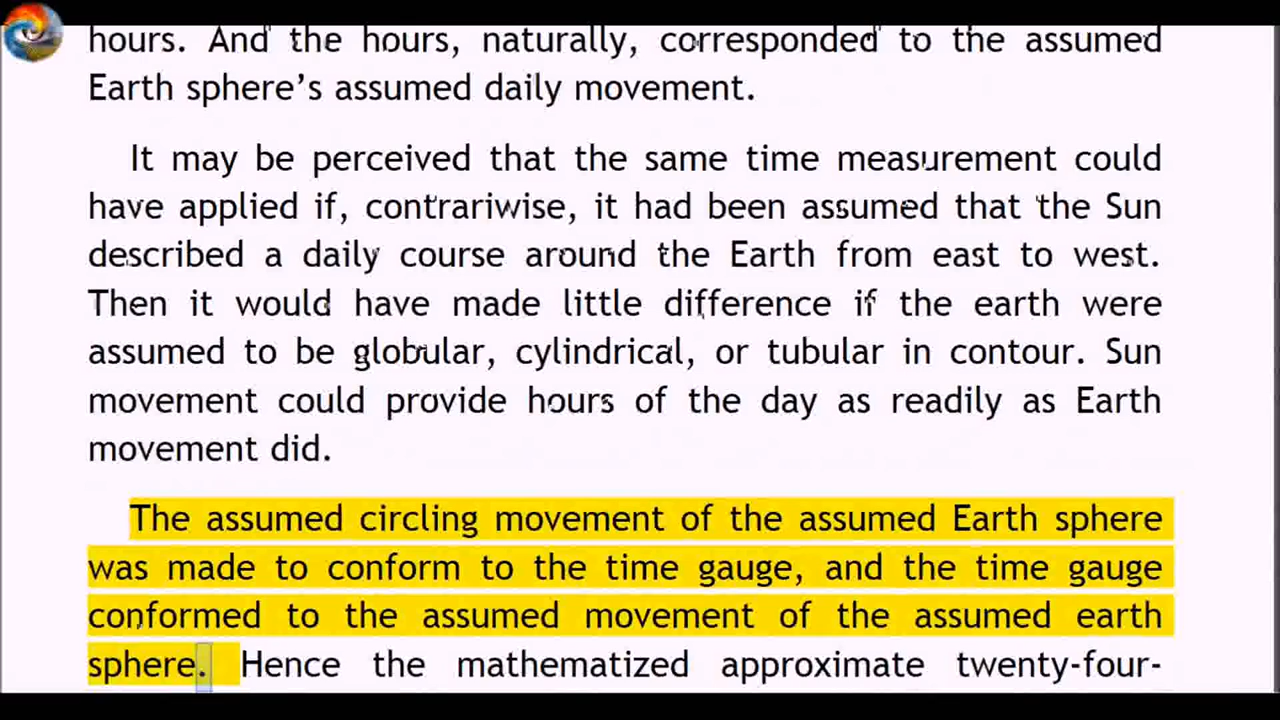 hours. And the hours, naturally, corresponded to the assumed
Earth sphere’s assumed daily movement.
It may be perceived that the same time measurement could
have applied if, contrariwise, it had been assumed that the Sun
described a daily course around the Earth from east to west.
Then it would have made little difference if the earth were
assumed to be globular, cylindrical, or tubular in contour. Sun
movement could provide hours of the day as readily as Earth
movement did.
The assumed circling movement of the assumed Earth sphere
was made to conform to the time gauge, and the time gauge
conformed to the assumed movement of the assumed earth
sphere. Hence the mathematized approximate twenty-four-